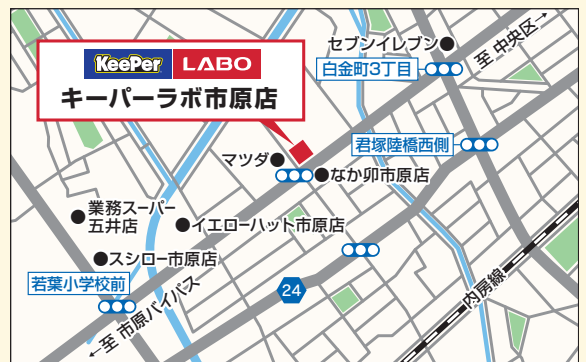 KeePer LABO
キーパーラボ市原店
セブンイレブン
至 中央区
白金町3丁目
君塚陸橋西側
マツダ
なか卯市原店
業務スーパー
五井店
イエローハット市原店
スシロー市原店
若葉小学校前
24
内房線
至 市原バイパス